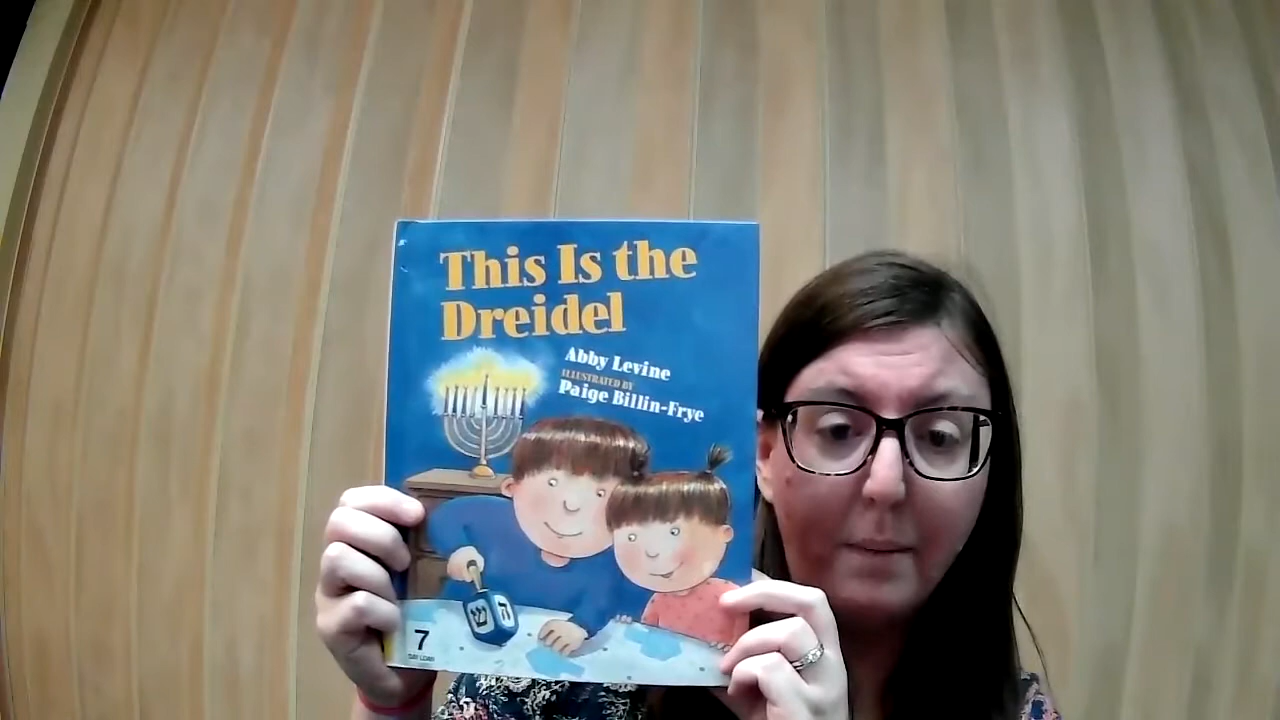 This Is the
Dreidel
Abby Levine
ILLUSTRATED BY
Paige Billin-Frye
ש ה
7
DAY LOAN